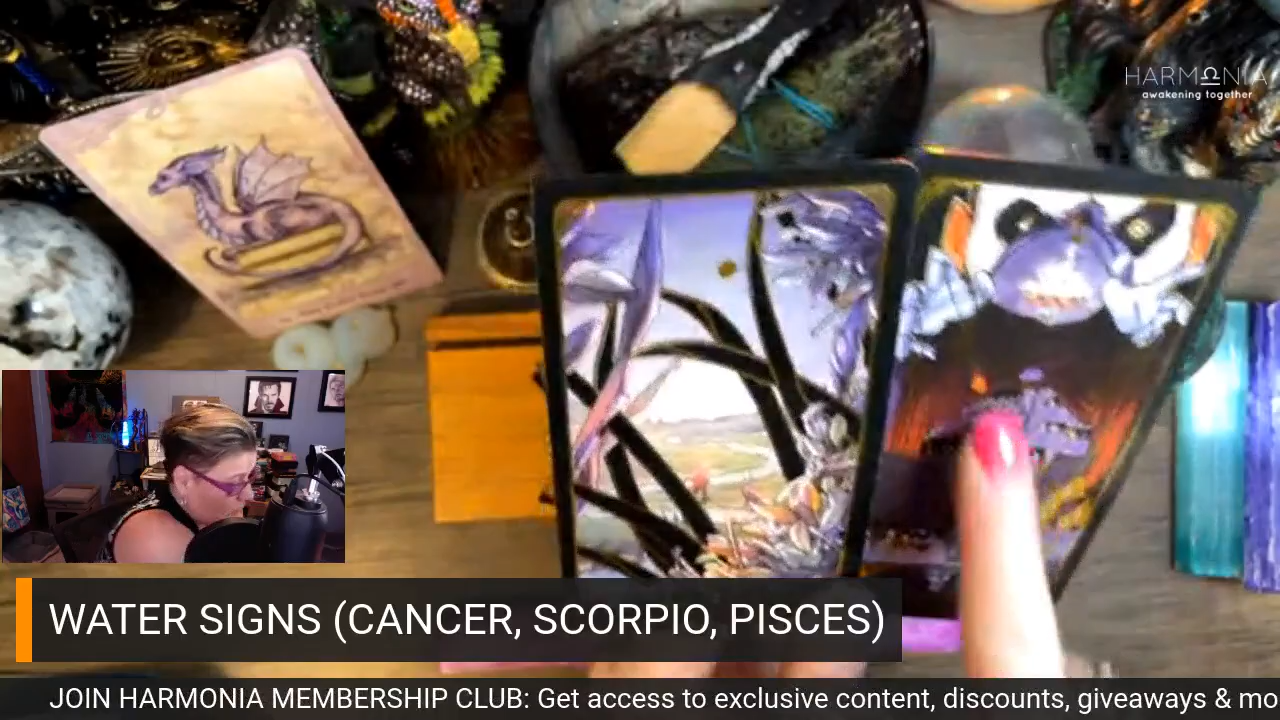 HARMONIA
awakening together
WATER SIGNS (CANCER, SCORPIO, PISCES)
JOIN HARMONIA MEMBERSHIP CLUB: Get access to exclusive content, discounts, giveaways & mo